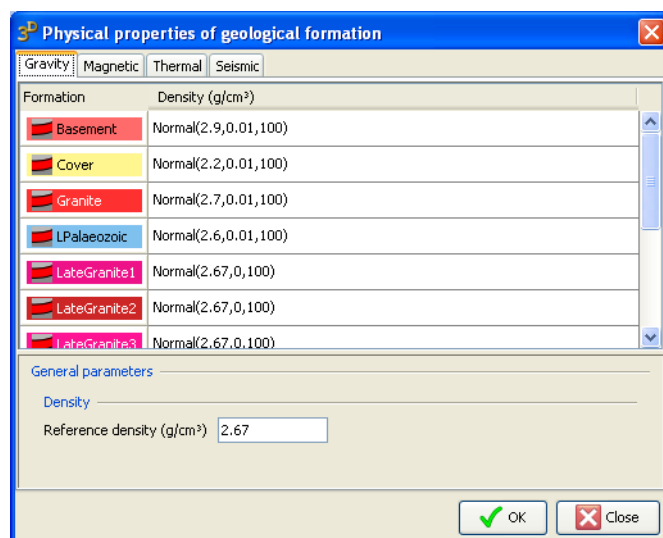 3D Physical properties of geological formation
Gravity Magnetic Thermal Seismic
Formation Density (g/cm³)
Basement Normal(2.9,0.01,100)
Cover Normal(2.2,0.01,100)
Granite Normal(2.7,0.01,100)
LPalaeozoic Normal(2.6,0.01,100)
LateGranite1 Normal(2.67,0,100)
LateGranite2 Normal(2.67,0,100)
LateGranite3 Normal(2.67,0,100)
General parameters
Density
Reference density (g/cm³) 2.67
OK Close